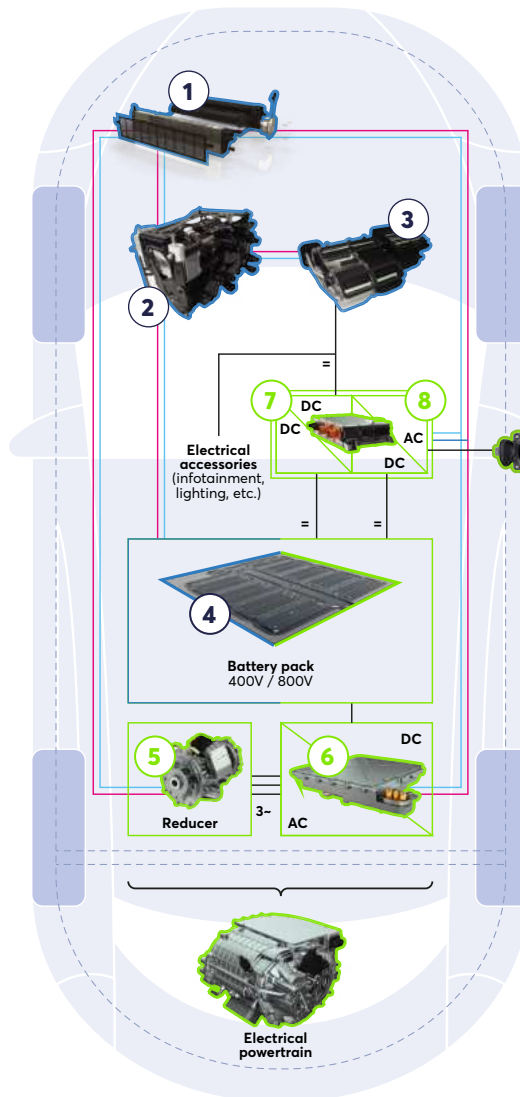 1
3
2
=
7
DC
8
DC
AC
Electrical
accessories
(infotainment,
lighting, etc.)
DC
=
=
4
Battery pack
400V / 800V
5
6
DC
3~
Reducer
AC
Electrical
powertrain